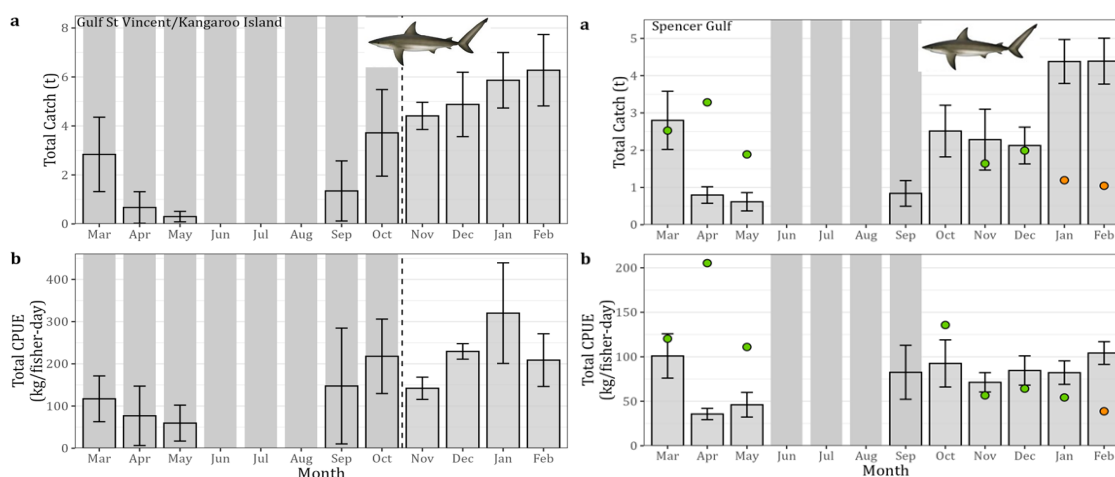 a
Gulf St Vincent/Kangaroo Island
Total Catch (t)
8
6
4
2
0
Mar Apr May Jun Jul Aug Sep Oct Nov Dec Jan Feb
b
Total CPUE
(kg/fisher-day)
400
300
200
100
0
Mar Apr May Jun Jul Aug Sep Oct Nov Dec Jan Feb
Month
a
Spencer Gulf
Total Catch (t)
5
4
3
2
1
0
Mar Apr May Jun Jul Aug Sep Oct Nov Dec Jan Feb
b
Total CPUE
(kg/fisher-day)
200
150
100
50
0
Mar Apr May Jun Jul Aug Sep Oct Nov Dec Jan Feb
Month